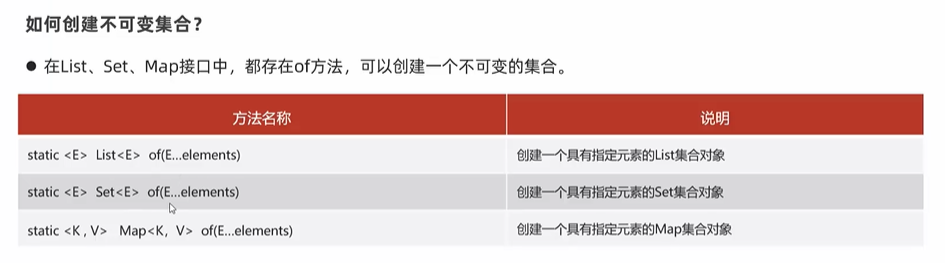 如何创建不可变集合？
● 在List、Set、Map接口中，都存在of方法，可以创建一个不可变的集合。
方法名称 说明
static <E> List<E> of(E...elements) 创建一个具有指定元素的List集合对象
static <E> Set<E> of(E...elements) 创建一个具有指定元素的Set集合对象
static <K , V> Map<K, V> of(E...elements) 创建一个具有指定元素的Map集合对象